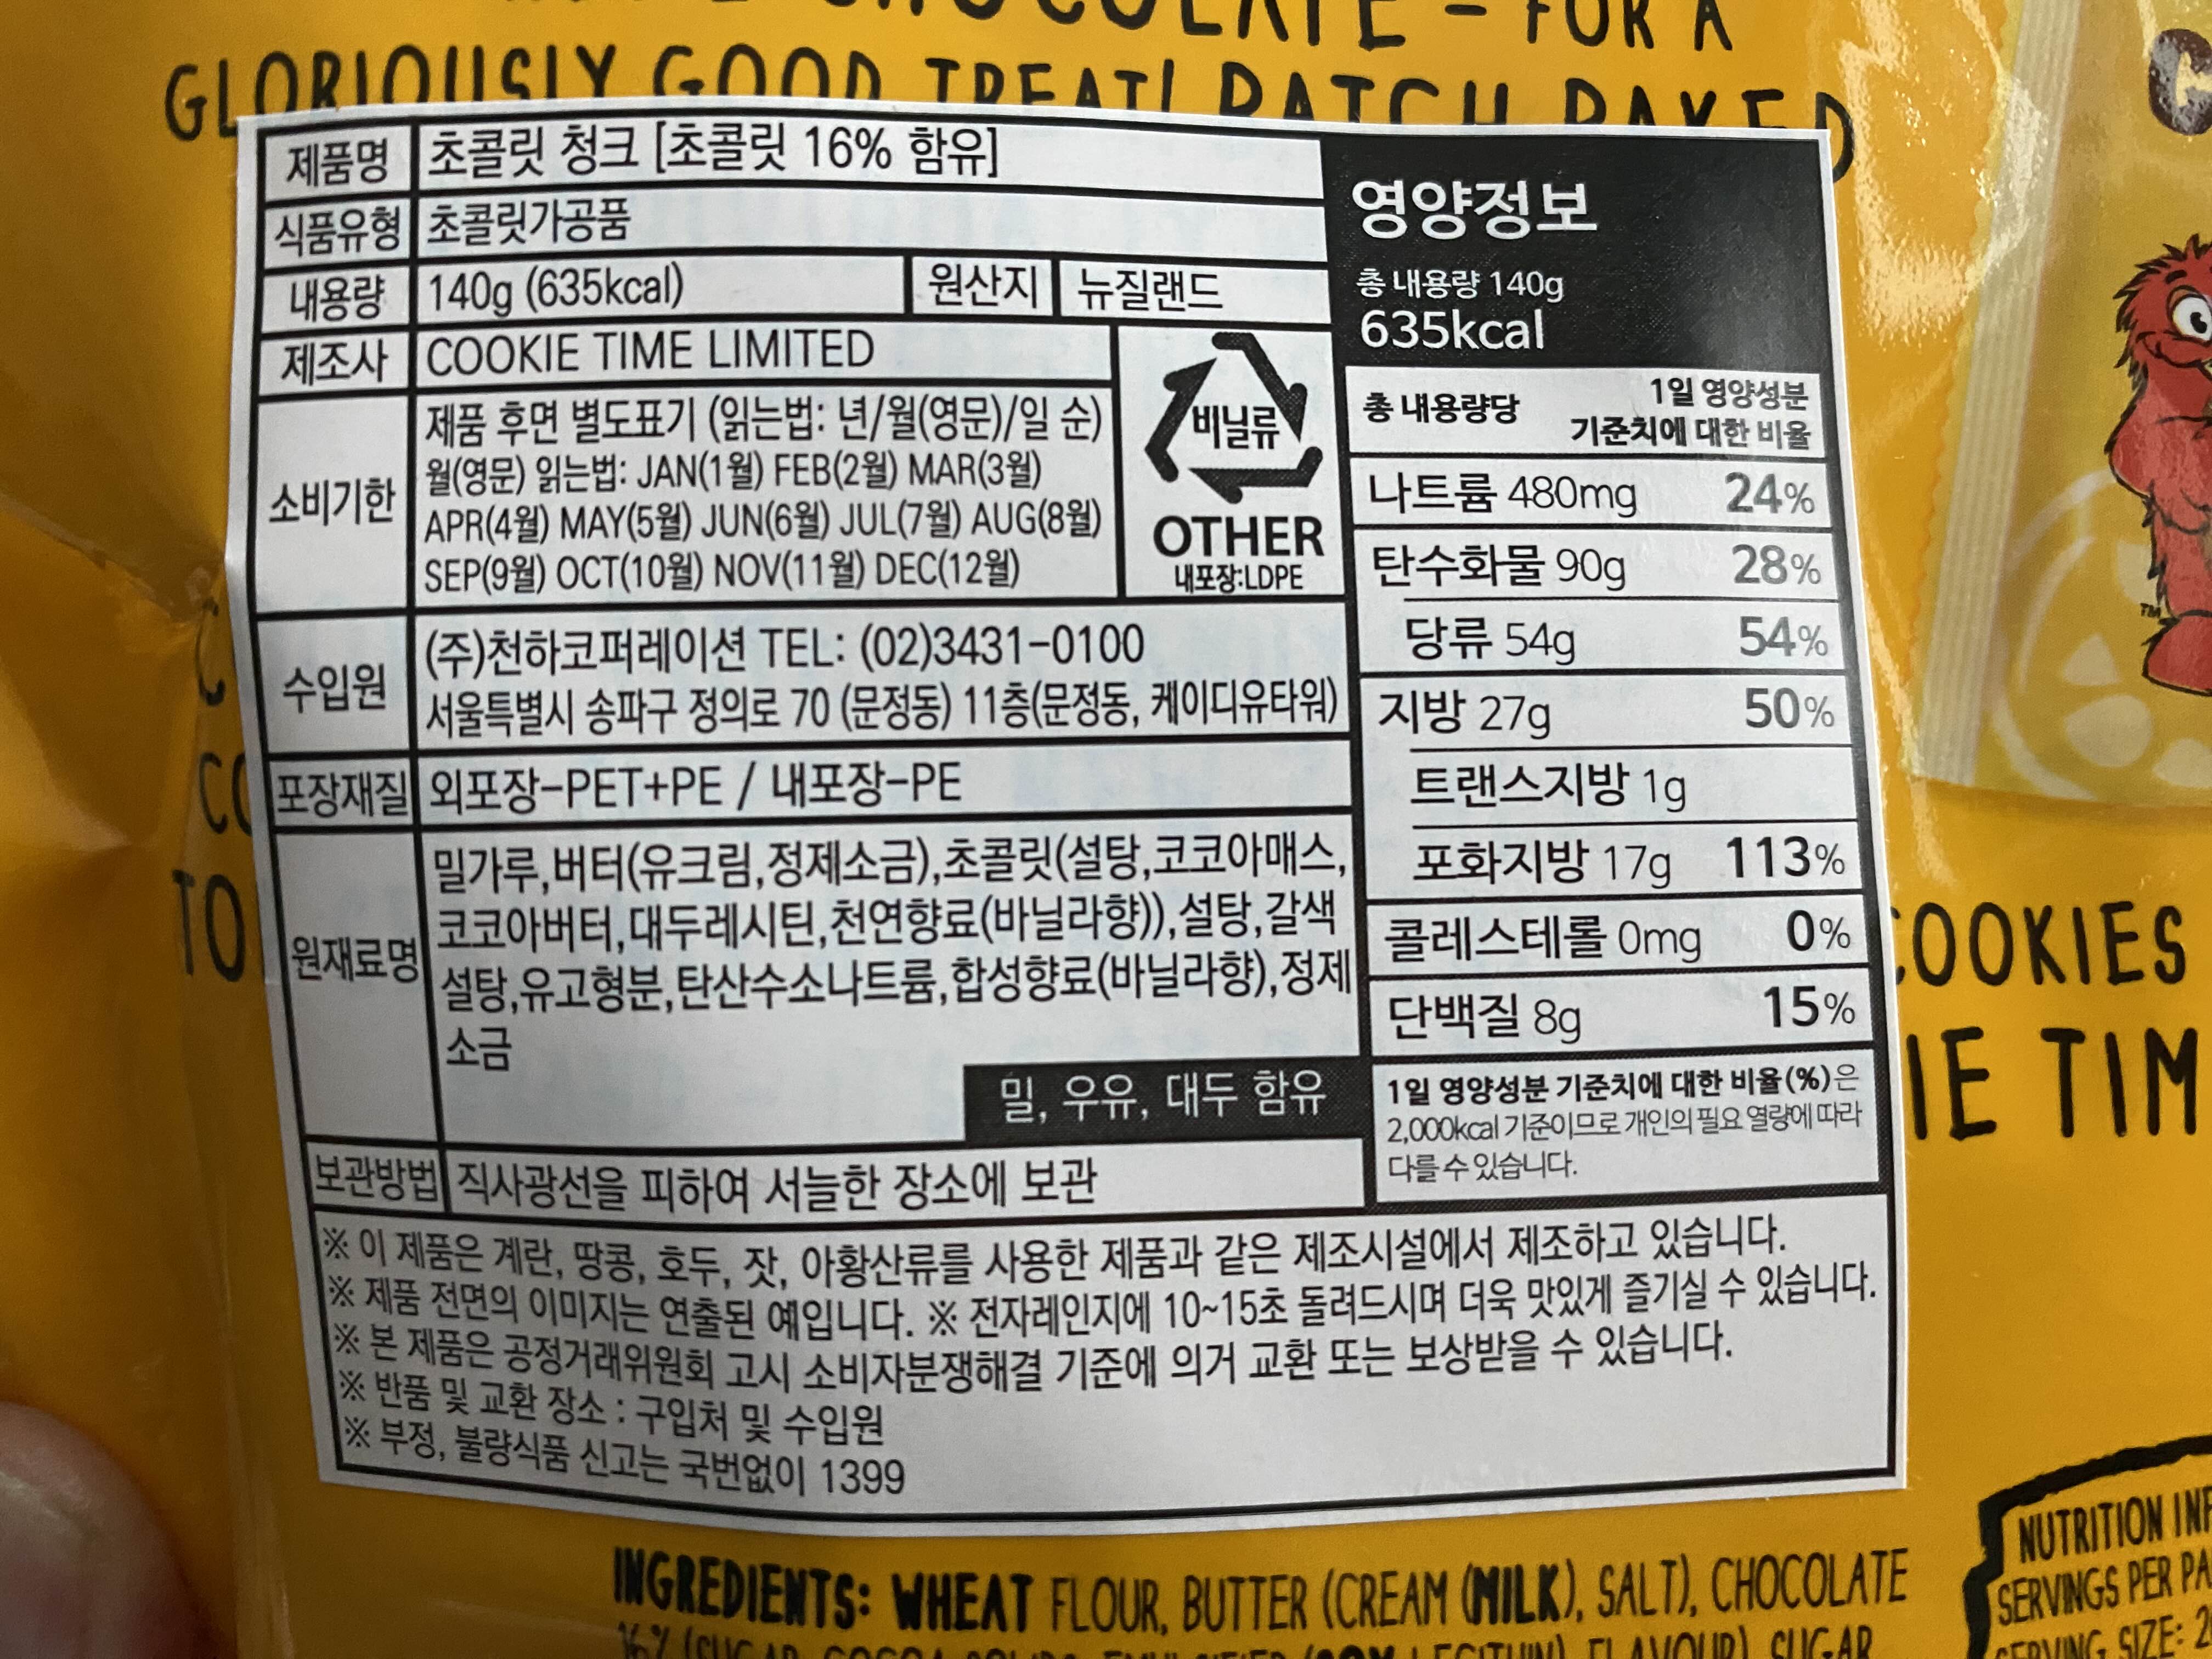 CHOCOLATE - FOR A
GLORIOUSLY GOOD TREAT! BATCH BAKED
제품명 초콜릿 청크 [초콜릿 16% 함유]
식품유형 초콜릿가공품
내용량 140g (635kcal) 원산지 뉴질랜드
제조사 COOKIE TIME LIMITED
소비기한
제품 후면 별도표기 (읽는법: 년/월(영문)/일 순)
월(영문) 읽는법: JAN(1월) FEB(2월) MAR(3월)
APR(4월) MAY(5월) JUN(6월) JUL(7월) AUG(8월)
SEP(9월) OCT(10월) NOV(11월) DEC(12월)
비닐류
OTHER
내포장:LDPE
수입원
(주)천하코퍼레이션 TEL: (02)3431-0100
서울특별시 송파구 정의로 70 (문정동) 11층(문정동, 케이디유타워)
포장재질 외포장-PET+PE / 내포장-PE
원재료명
밀가루,버터(유크림,정제소금),초콜릿(설탕,코코아매스,
코코아버터,대두레시틴,천연향료(바닐라향)),설탕,갈색
설탕,유고형분,탄산수소나트륨,합성향료(바닐라향),정제
소금
밀, 우유, 대두 함유
보관방법 직사광선을 피하여 서늘한 장소에 보관
영양정보
총 내용량 140g
635kcal
총 내용량당 1일 영양성분
기준치에 대한 비율
나트륨 480mg 24%
탄수화물 90g 28%
당류 54g 54%
지방 27g 50%
트랜스지방 1g
포화지방 17g 113%
콜레스테롤 0mg 0%
단백질 8g 15%
1일 영양성분 기준치에 대한 비율(%)은
2,000kcal 기준이므로 개인의 필요 열량에 따라
다를 수 있습니다.
※ 이 제품은 계란, 땅콩, 호두, 잣, 아황산류를 사용한 제품과 같은 제조시설에서 제조하고 있습니다.
※ 제품 전면의 이미지는 연출된 예입니다. ※ 전자레인지에 10~15초 돌려드시며 더욱 맛있게 즐기실 수 있습니다.
※ 본 제품은 공정거래위원회 고시 소비자분쟁해결 기준에 의거 교환 또는 보상받을 수 있습니다.
※ 반품 및 교환 장소 : 구입처 및 수입원
※ 부정, 불량식품 신고는 국번없이 1399
TO
COOKIES
IE TIM
TM
INGREDIENTS: WHEAT FLOUR, BUTTER (CREAM (MILK), SALT), CHOCOLATE
16% (SUGAR, COCOA SOLIDS, EMULSIFIER (SOY LECITHIN), FLAVOUR), SUGAR,
NUTRITION INF
SERVINGS PER PA
SERVING SIZE: 2